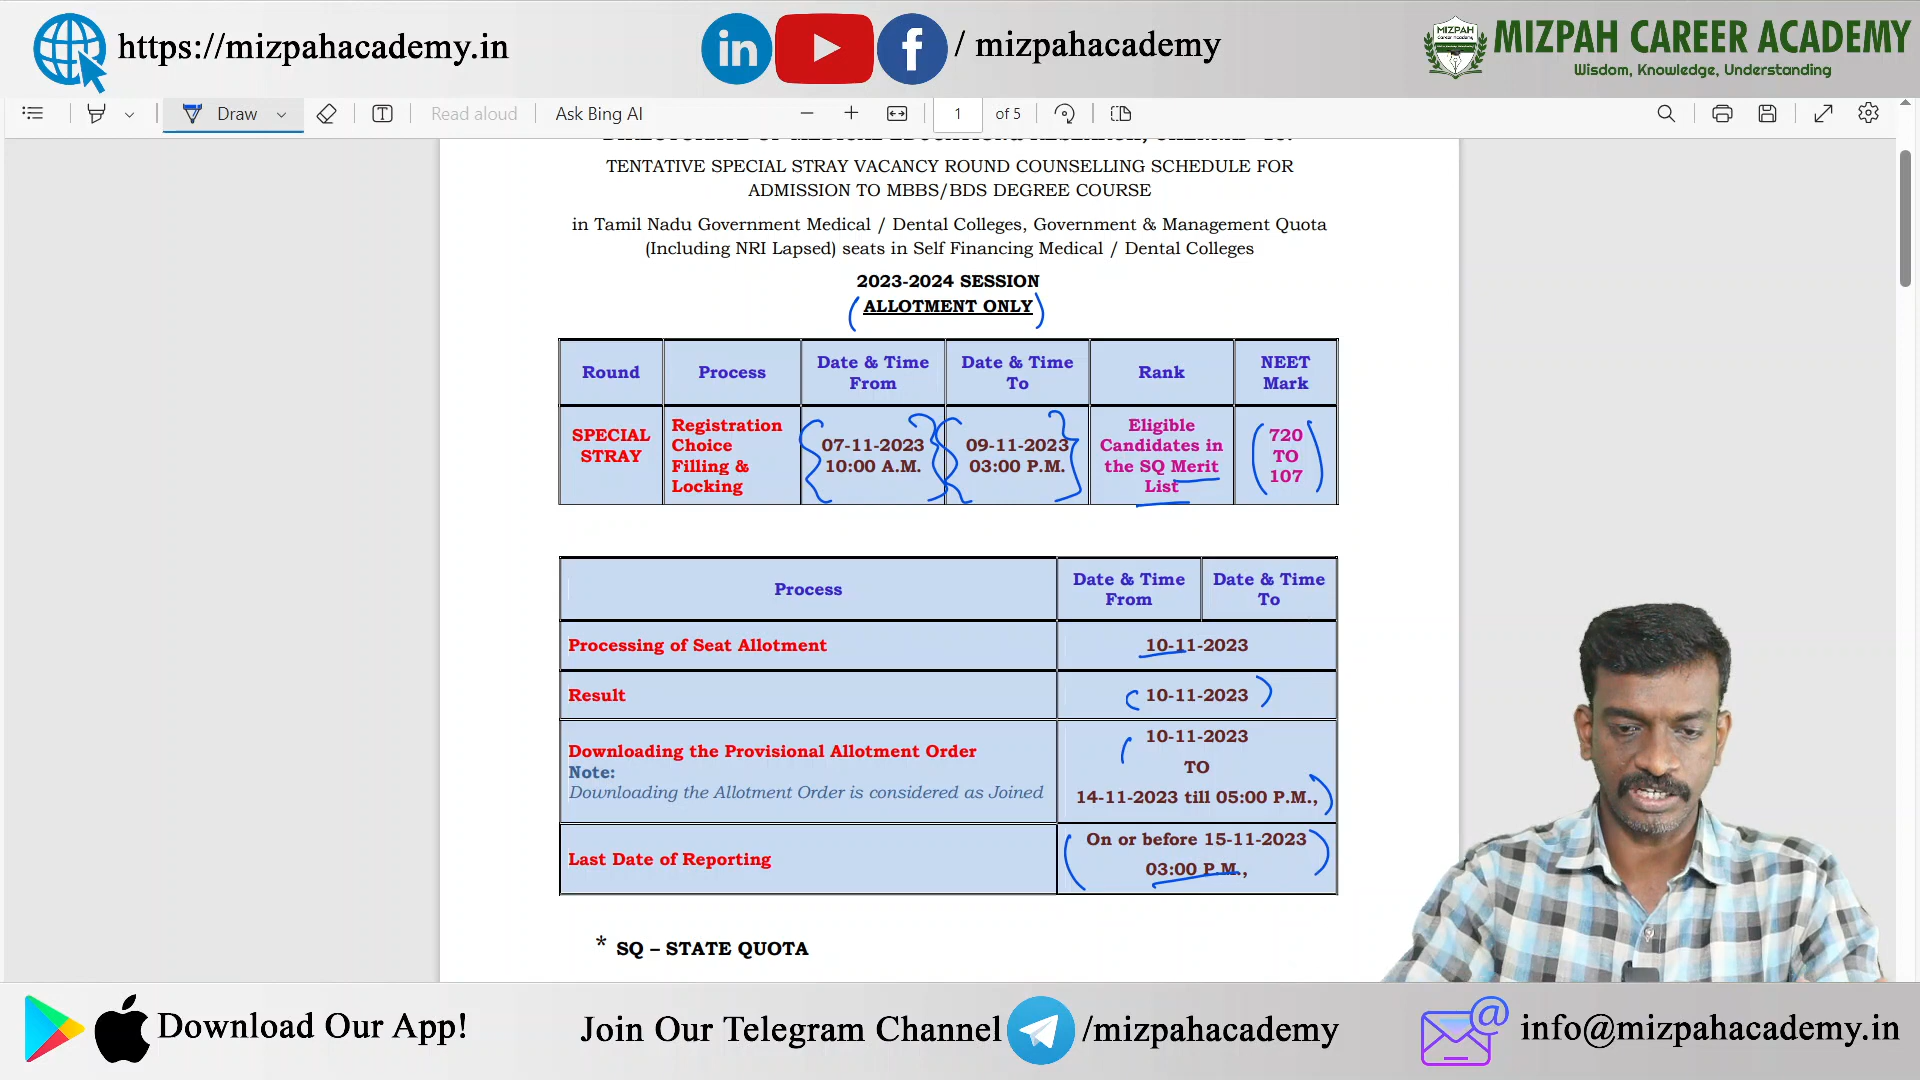 https://mizpahacademy.in
/ mizpahacademy
MIZPAH CAREER ACADEMY
Wisdom, Knowledge, Understanding
Draw
Read aloud
Ask Bing AI
1
of 5
TENTATIVE SPECIAL STRAY VACANCY ROUND COUNSELLING SCHEDULE FOR
ADMISSION TO MBBS/BDS DEGREE COURSE
in Tamil Nadu Government Medical / Dental Colleges, Government & Management Quota
(Including NRI Lapsed) seats in Self Financing Medical / Dental Colleges
2023-2024 SESSION
ALLOTMENT ONLY
Round
Process
Date & Time
From
Date & Time
To
Rank
NEET
Mark
SPECIAL
STRAY
Registration
Choice
Filling &
Locking
07-11-2023
10:00 A.M.
09-11-2023
03:00 P.M.
Eligible
Candidates in
the SQ Merit
List
720
TO
107
Process
Date & Time
From
Date & Time
To
Processing of Seat Allotment
10-11-2023
Result
10-11-2023
Downloading the Provisional Allotment Order
Note:
Downloading the Allotment Order is considered as Joined
10-11-2023
TO
14-11-2023 till 05:00 P.M.,
Last Date of Reporting
On or before 15-11-2023
03:00 P.M.,
* SQ – STATE QUOTA
Download Our App!
Join Our Telegram Channel
/mizpahacademy
info@mizpahacademy.in